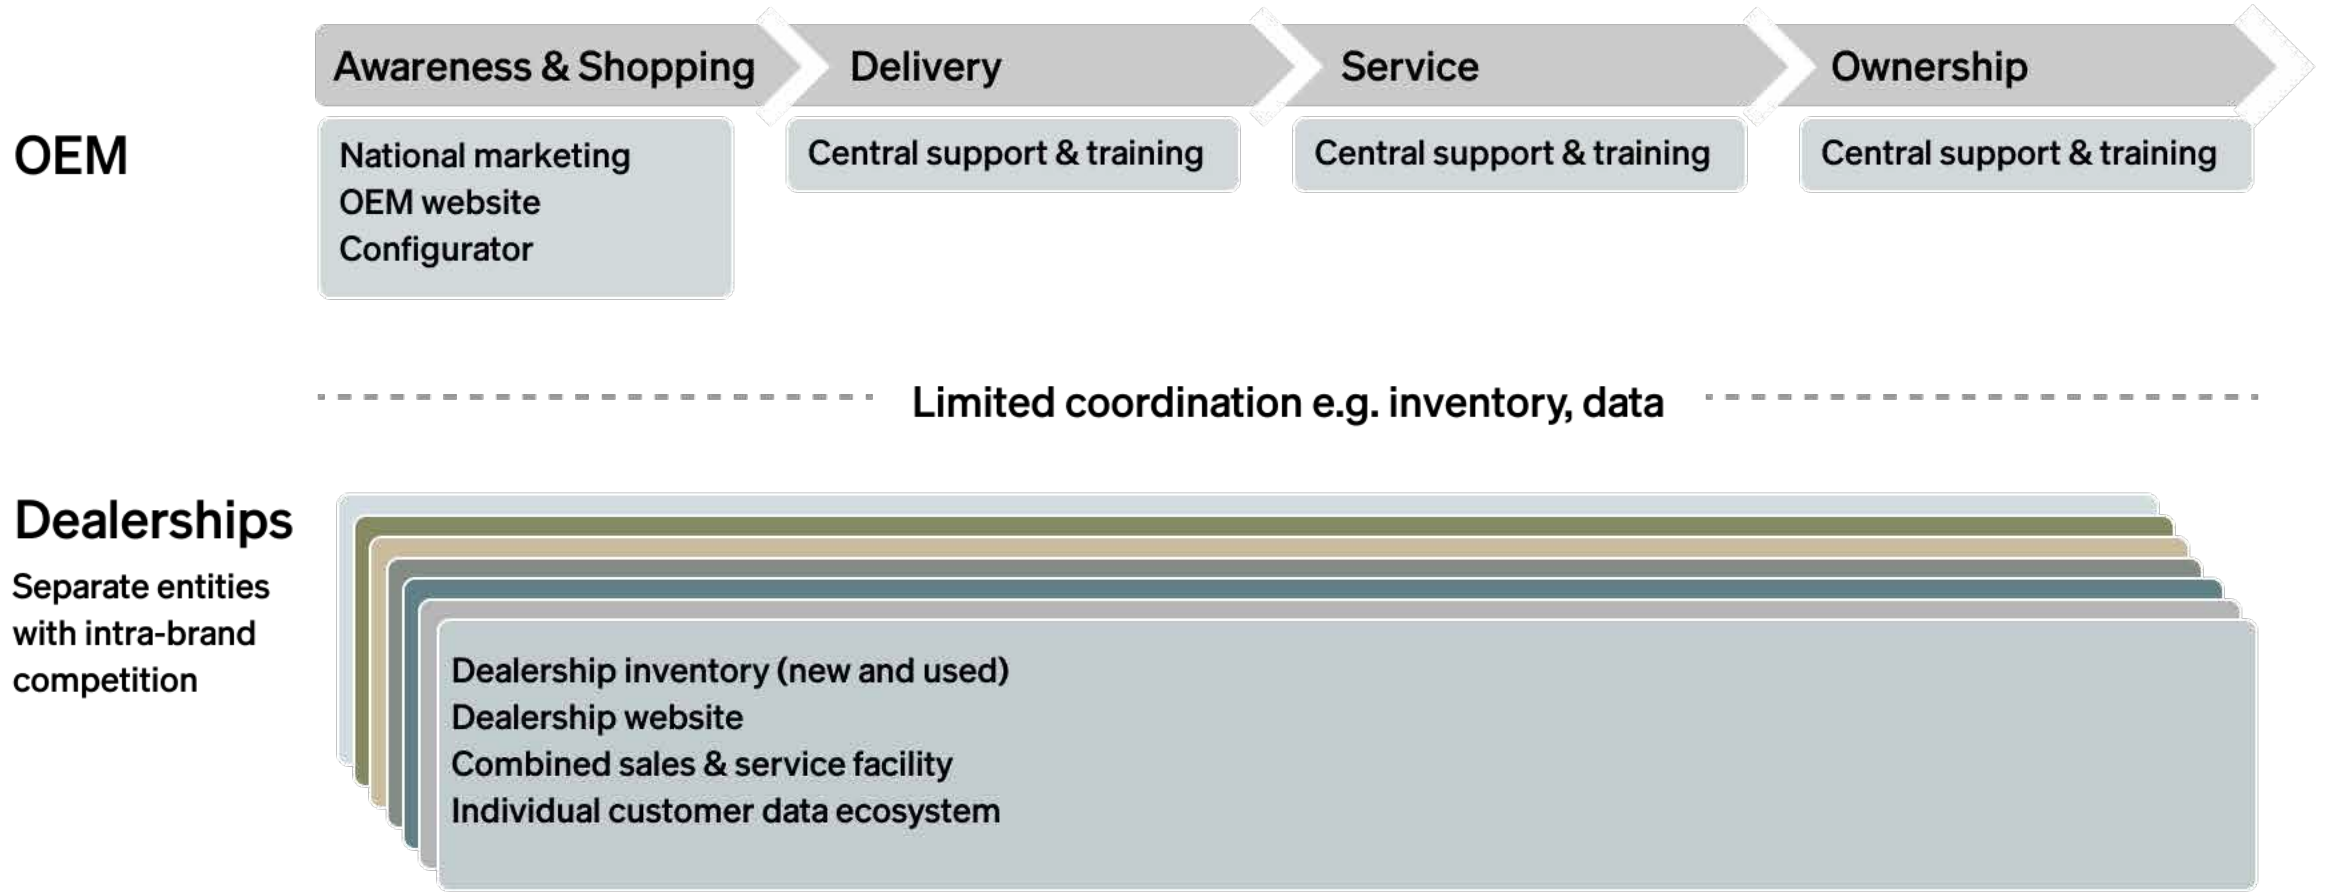 Awareness & Shopping
Delivery
Service
Ownership
OEM
National marketing
OEM website
Configurator
Central support & training
Central support & training
Central support & training
Limited coordination e.g. inventory, data
Dealerships
Separate entities
with intra-brand
competition
Dealership inventory (new and used)
Dealership website
Combined sales & service facility
Individual customer data ecosystem